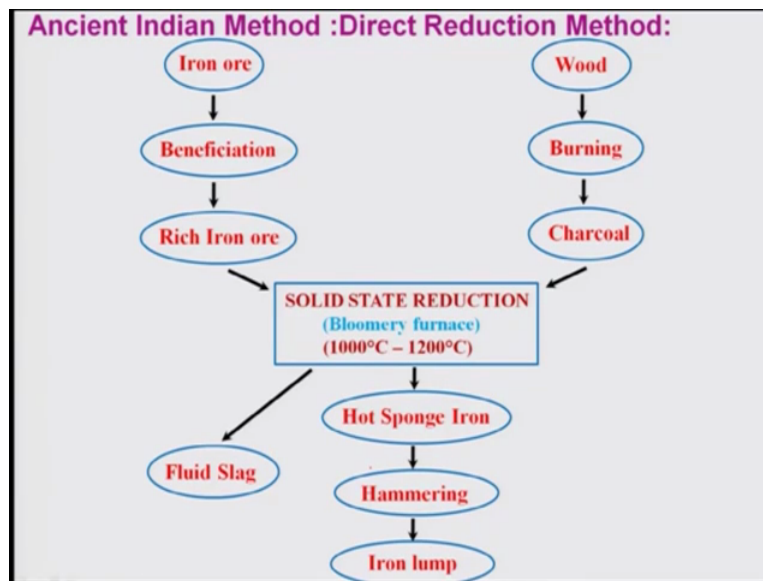 Ancient Indian Method :Direct Reduction Method:
Iron ore
Wood
Beneficiation
Burning
Rich Iron ore
Charcoal
SOLID STATE REDUCTION
(Bloomery furnace)
(1000°C – 1200°C)
Hot Sponge Iron
Fluid Slag
Hammering
Iron lump